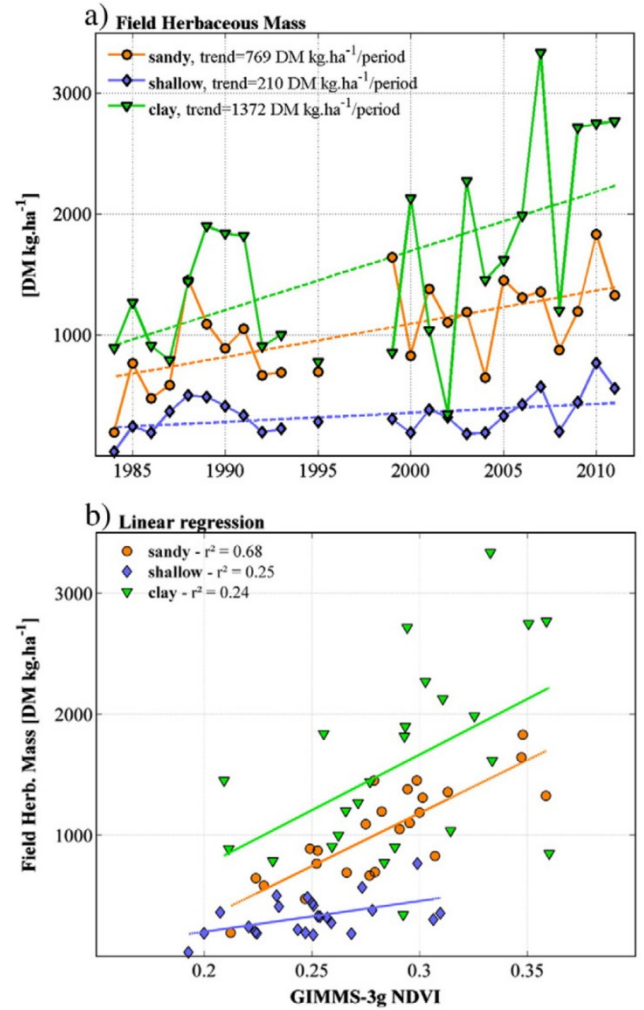 a) Field Herbaceous Mass
sandy, trend=769 DM kg.ha⁻¹/period
shallow, trend=210 DM kg.ha⁻¹/period
clay, trend=1372 DM kg.ha⁻¹/period
[DM kg.ha⁻¹]
3000
2000
1000
1985 1990 1995 2000 2005 2010
b) Linear regression
sandy - r² = 0.68
shallow - r² = 0.25
clay - r² = 0.24
Field Herb. Mass [DM kg.ha⁻¹]
3000
2000
1000
0.2 0.25 0.3 0.35
GIMMS-3g NDVI